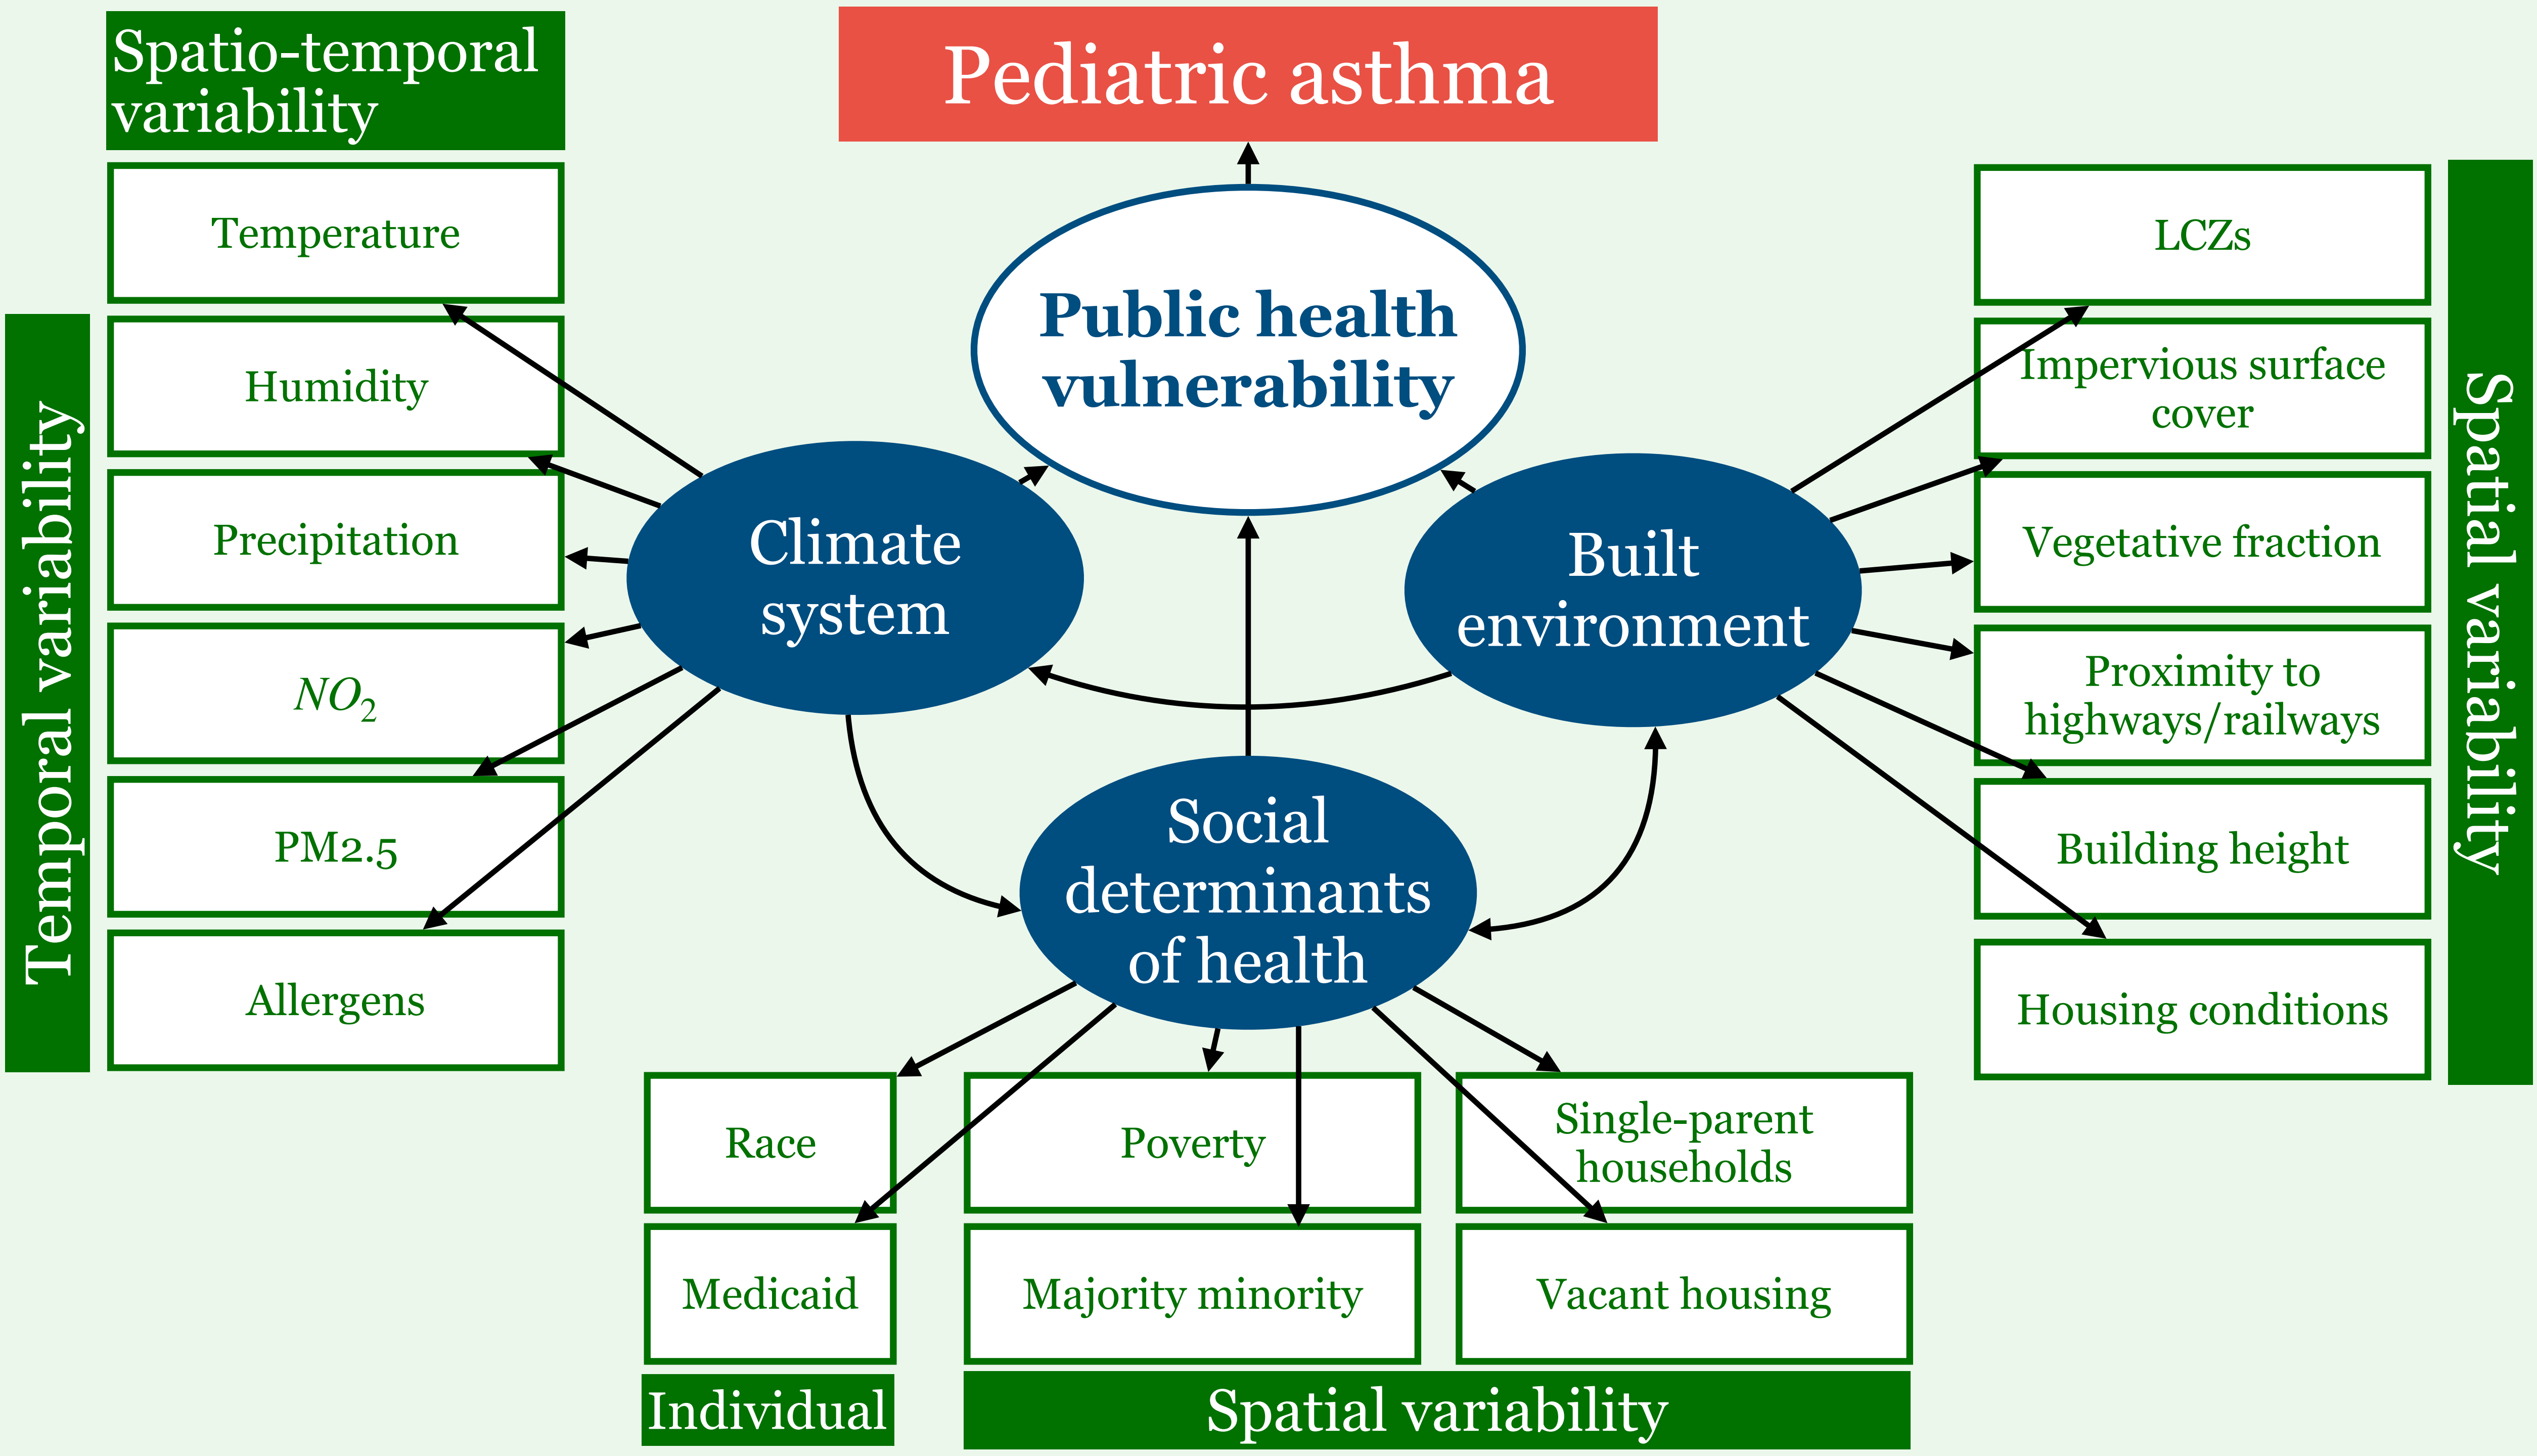 Spatio-temporal
variability
Temperature
Humidity
Precipitation
NO₂
PM2.5
Allergens
Temporal variability
Pediatric asthma
Public health
vulnerability
Climate
system
Built
environment
Social
determinants
of health
LCZs
Impervious surface
cover
Vegetative fraction
Proximity to
highways/railways
Building height
Housing conditions
Spatial variability
Race
Medicaid
Individual
Poverty
Majority minority
Single-parent
households
Vacant housing
Spatial variability